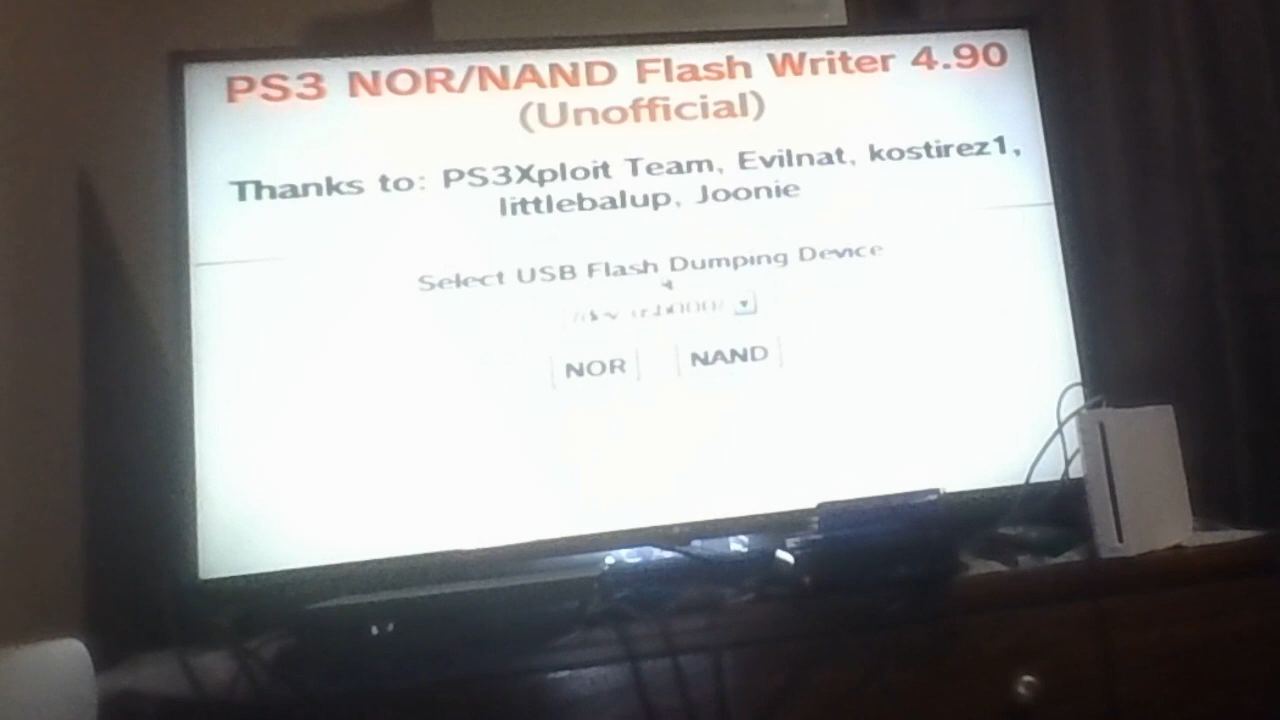 PS3 NOR/NAND Flash Writer 4.90
(Unofficial)
Thanks to: PS3Xploit Team, Evilnat, kostirez1,
littlebalup, Joonie
Select USB Flash Dumping Device
NOR NAND